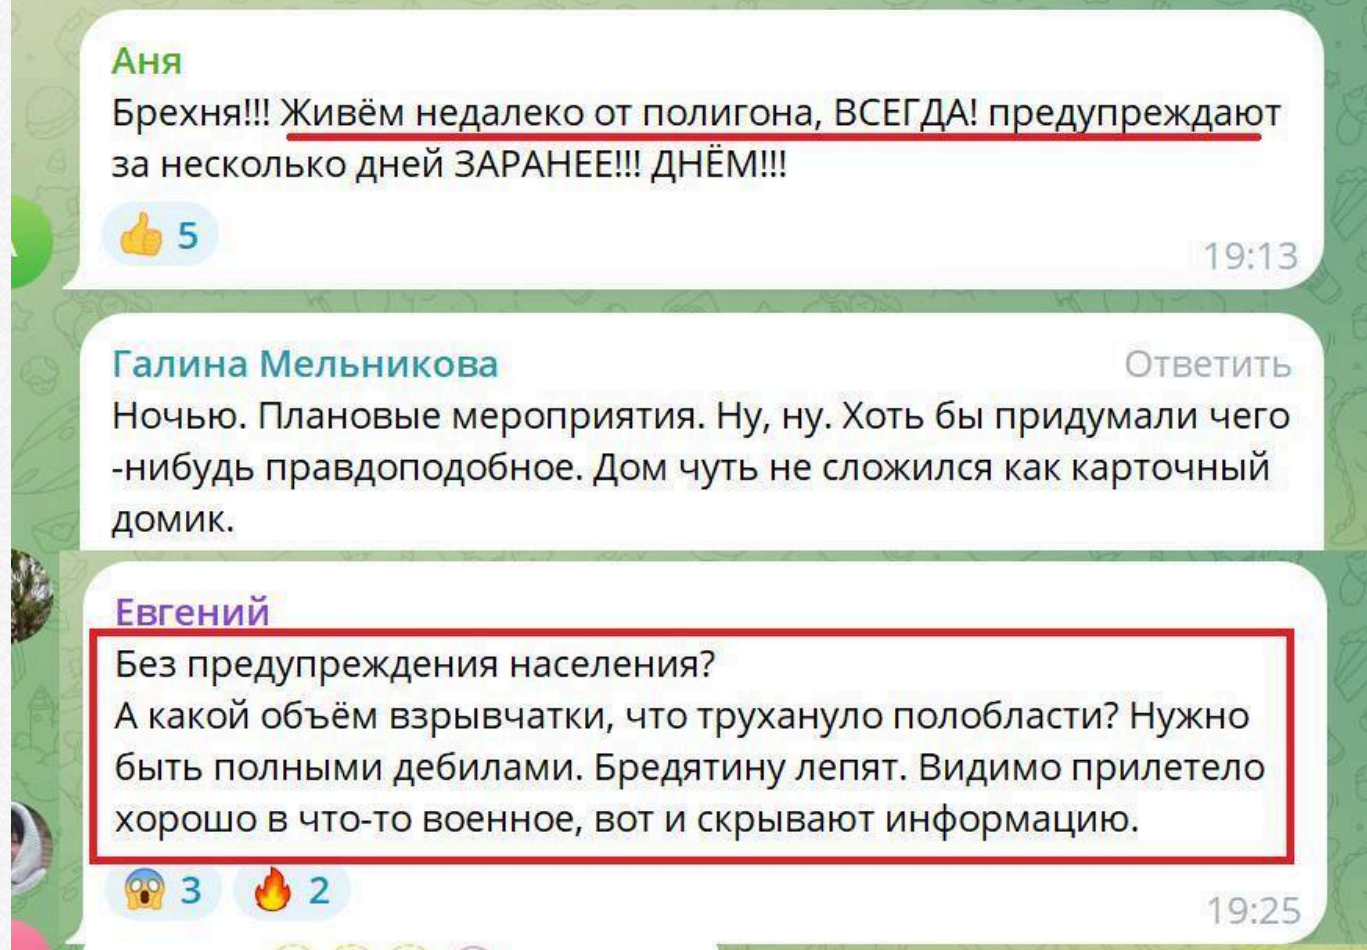 Аня
Брехня!!! Живём недалеко от полигона, ВСЕГДА! предупреждают
за несколько дней ЗАРАНЕЕ!!! ДНЁМ!!!
👍 5
19:13
Галина Мельникова
Ответить
Ночью. Плановые мероприятия. Ну, ну. Хоть бы придумали чего
-нибудь правдоподобное. Дом чуть не сложился как карточный
домик.
Евгений
Без предупреждения населения?
А какой объём взрывчатки, что трухануло полобласти? Нужно
быть полными дебилами. Бредятину лепят. Видимо прилетело
хорошо в что-то военное, вот и скрывают информацию.
😱 3 🔥 2
19:25